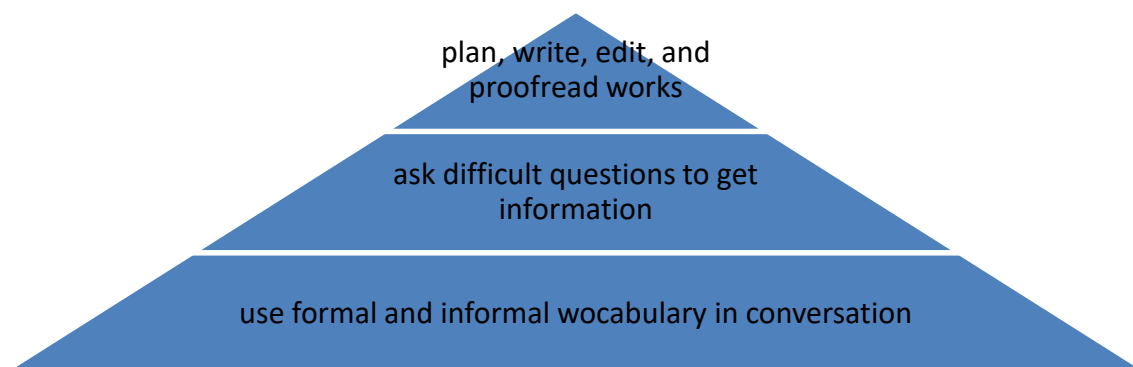 plan, write, edit, and
proofread works
ask difficult questions to get
information
use formal and informal wocabulary in conversation